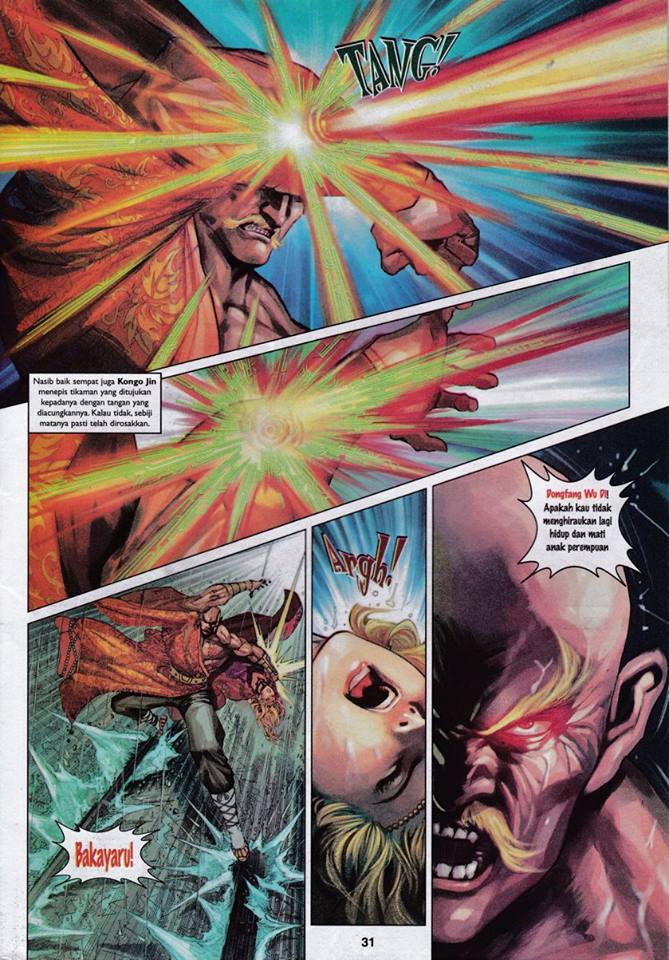 TANG!
Nasib baik sempat juga Kongo Jin
menepis tikaman yang ditujukan
kepadanya dengan tangan yang
diacungkannya. Kalau tidak, sebiji
matanya pasti telah dirosakkan.
Dongfang Wu Di!
Apakah kau tidak
menghiraukan lagi
hidup dan mati
anak perempuan
Argh!
Bakayaru!
31